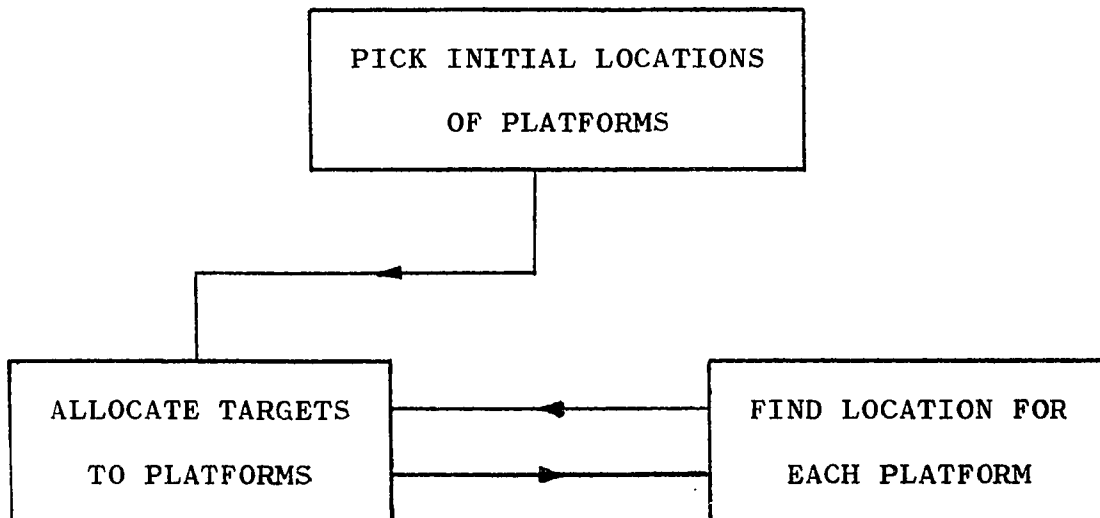 PICK INITIAL LOCATIONS
OF PLATFORMS
ALLOCATE TARGETS
TO PLATFORMS
FIND LOCATION FOR
EACH PLATFORM